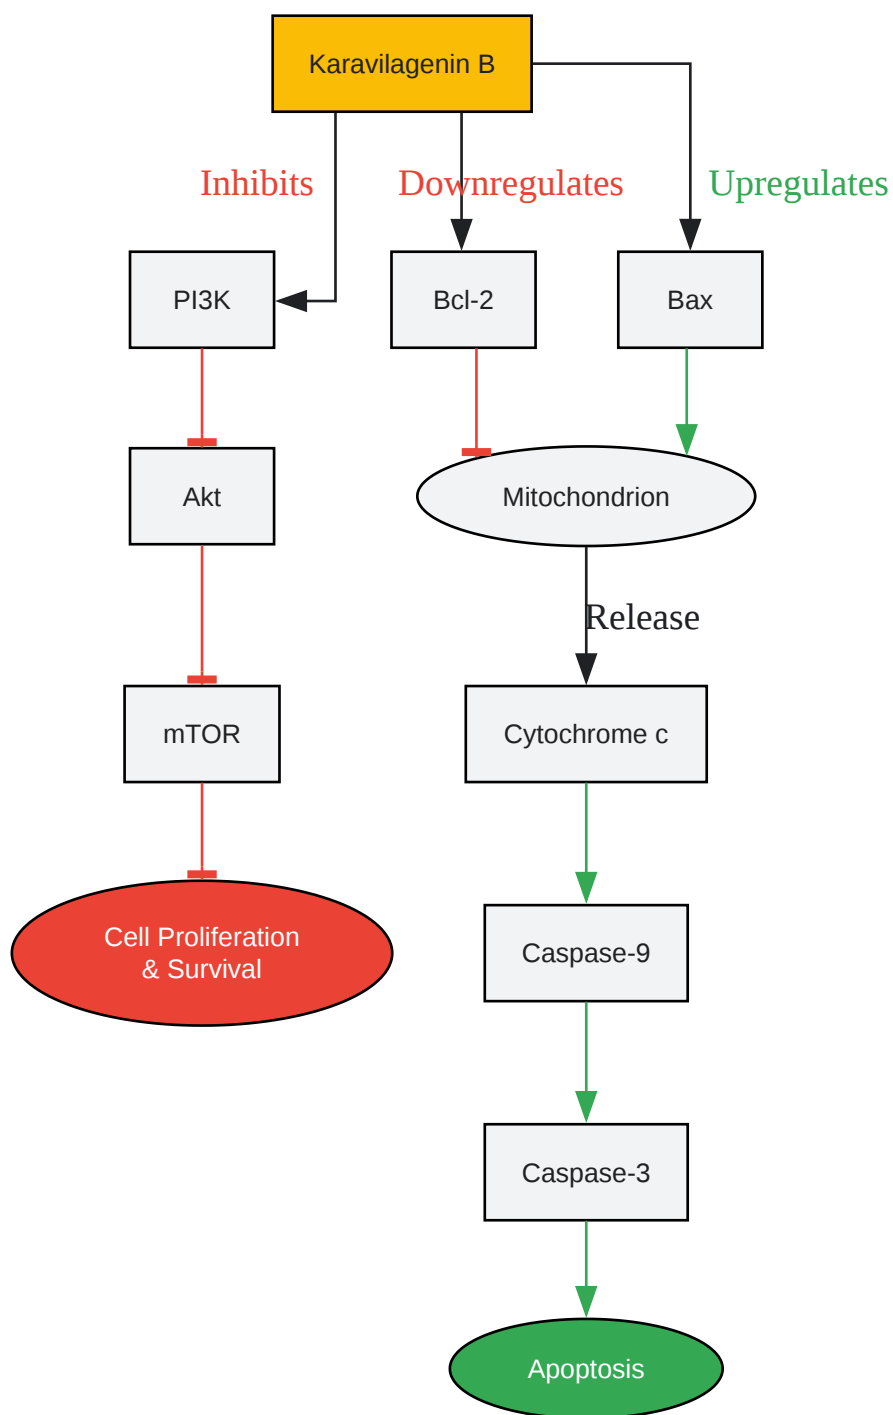 Karavilagenin B
Inhibits
Downregulates
Upregulates
PI3K
Bcl-2
Bax
Akt
Mitochondrion
Release
mTOR
Cytochrome c
Cell Proliferation
& Survival
Caspase-9
Caspase-3
Apoptosis